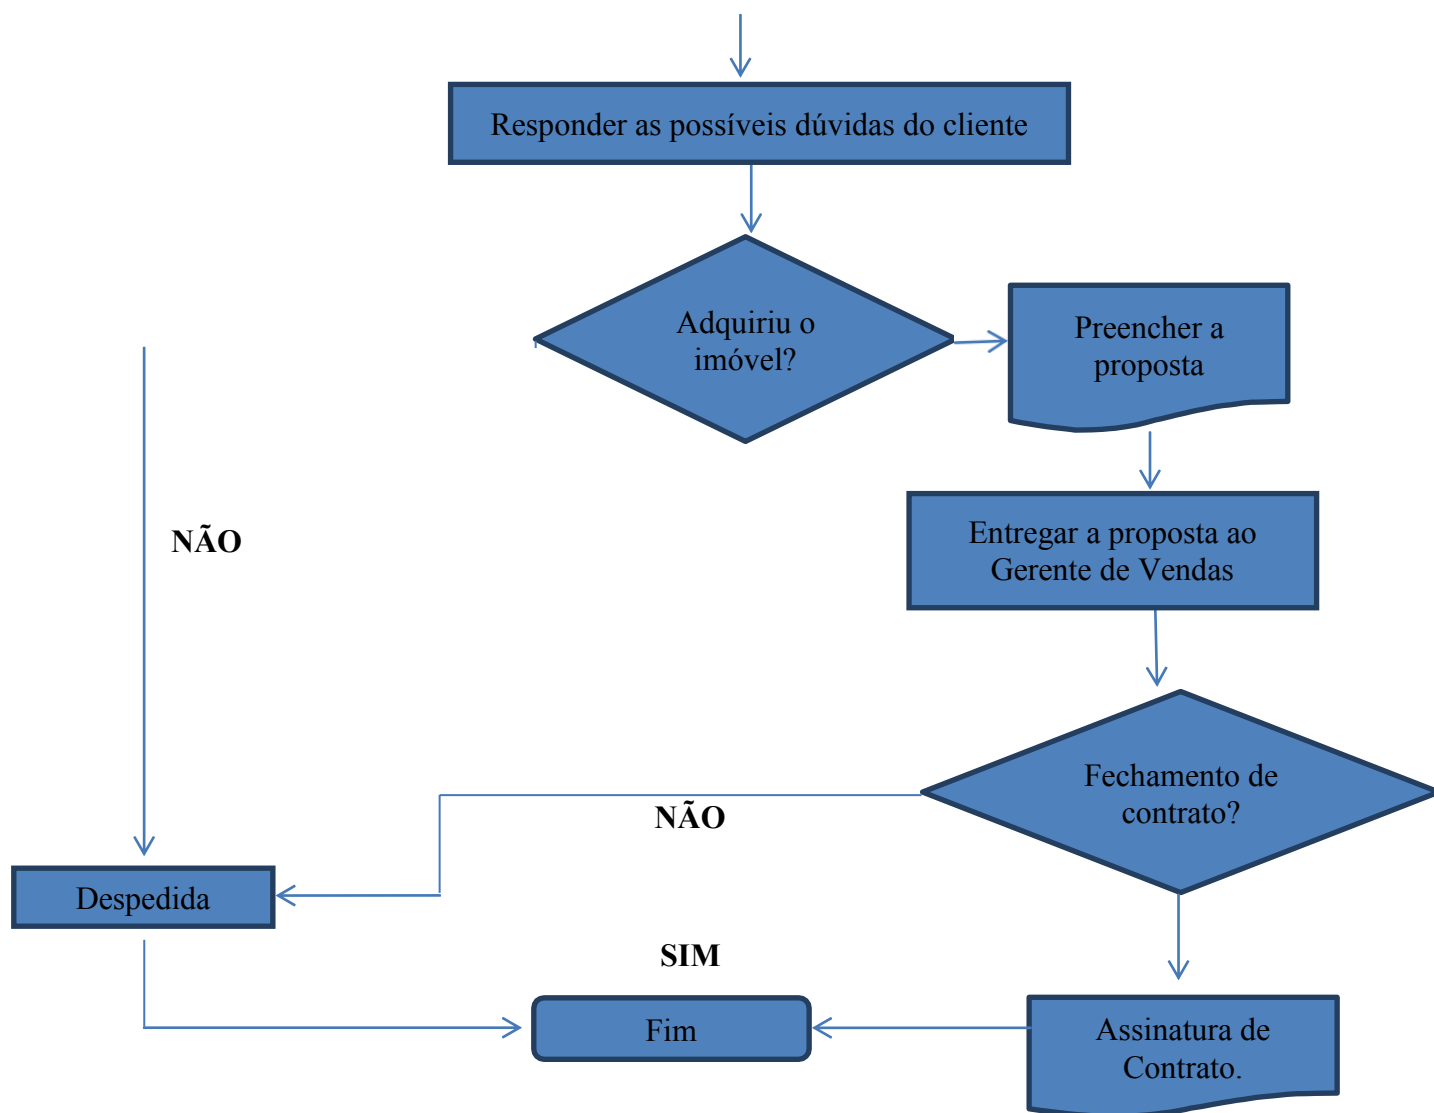 Responder as possíveis dúvidas do cliente
Adquiriu o
imóvel?
Preencher a
proposta
NÃO
Entregar a proposta ao
Gerente de Vendas
Fechamento de
contrato?
NÃO
Despedida
SIM
Fim
Assinatura de
Contrato.